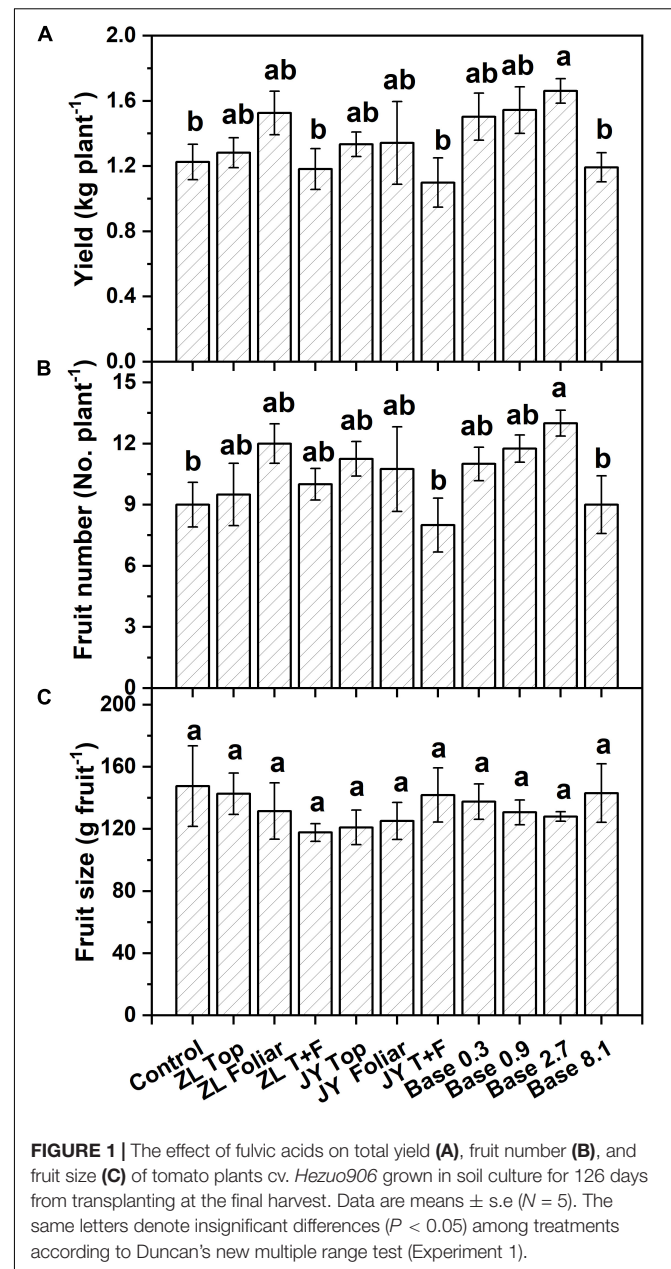 A
2.0
1.6
1.2
0.8
0.4
0.0
Yield (kg plant⁻¹)
b
ab
ab
b
ab
ab
b
ab
ab
a
b
B
15
12
9
6
3
0
Fruit number (No. plant⁻¹)
b
ab
ab
ab
ab
ab
b
ab
ab
a
b
C
200
160
120
80
40
0
Fruit size (g fruit⁻¹)
a
a
a
a
a
a
a
a
a
a
a
Control
ZL Top
ZL Foliar
ZL T+F
JY Top
JY Foliar
JY T+F
Base 0.3
Base 0.9
Base 2.7
Base 8.1
FIGURE 1 | The effect of fulvic acids on total yield (A), fruit number (B), and
fruit size (C) of tomato plants cv. Hezuo906 grown in soil culture for 126 days
from transplanting at the final harvest. Data are means ± s.e (N = 5). The
same letters denote insignificant differences (P < 0.05) among treatments
according to Duncan's new multiple range test (Experiment 1).